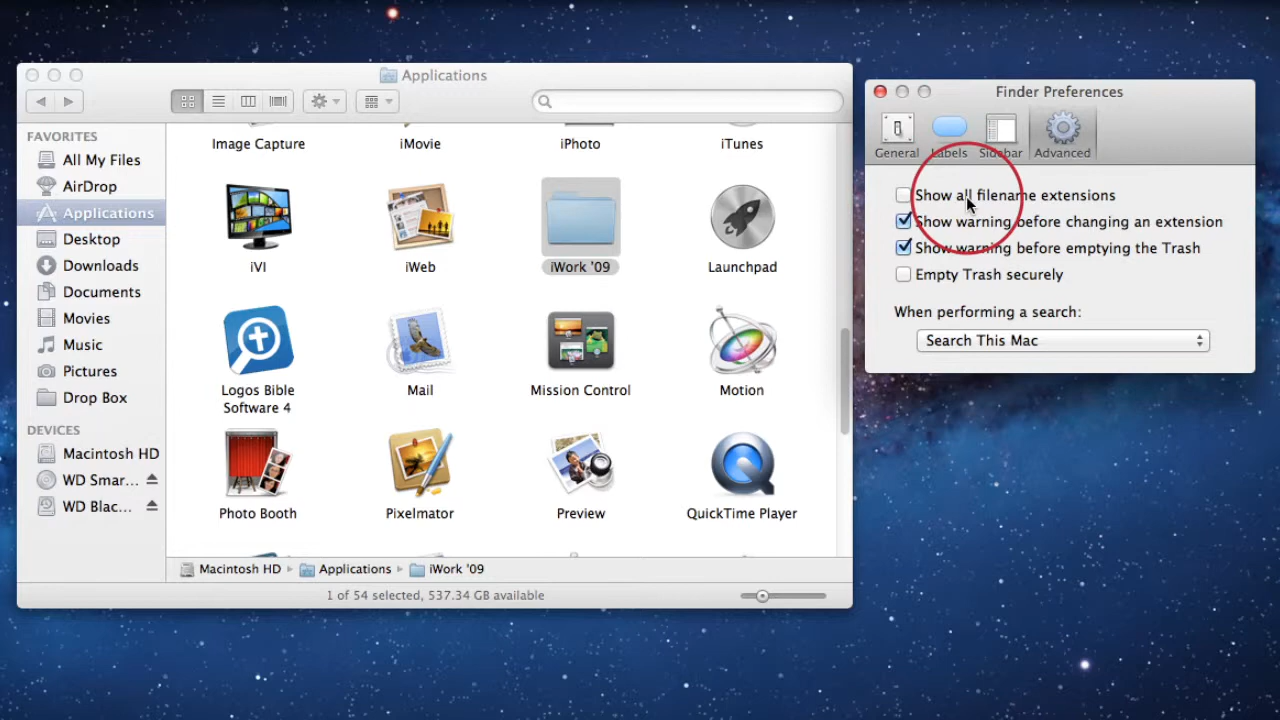 Applications
FAVORITES
All My Files
AirDrop
Applications
Desktop
Downloads
Documents
Movies
Music
Pictures
Drop Box
DEVICES
Macintosh HD
WD Smar...
WD Blac...
Image Capture
iMovie
iPhoto
iTunes
iVI
iWeb
iWork '09
Launchpad
Logos Bible
Software 4
Mail
Mission Control
Motion
Photo Booth
Pixelmator
Preview
QuickTime Player
Macintosh HD Applications iWork '09
1 of 54 selected, 537.34 GB available
Finder Preferences
General Labels Sidebar Advanced
Show all filename extensions
Show warning before changing an extension
Show warning before emptying the Trash
Empty Trash securely
When performing a search:
Search This Mac